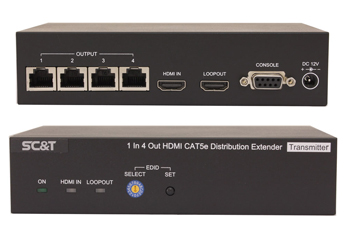 OUTPUT
1 2 3 4
HDMI IN
LOOPOUT
CONSOLE
DC 12V
SC&T
1 In 4 Out HDMI CAT5e Distribution Extender Transmitter
EDID
ON
HDMI IN
LOOPOUT
SELECT
SET